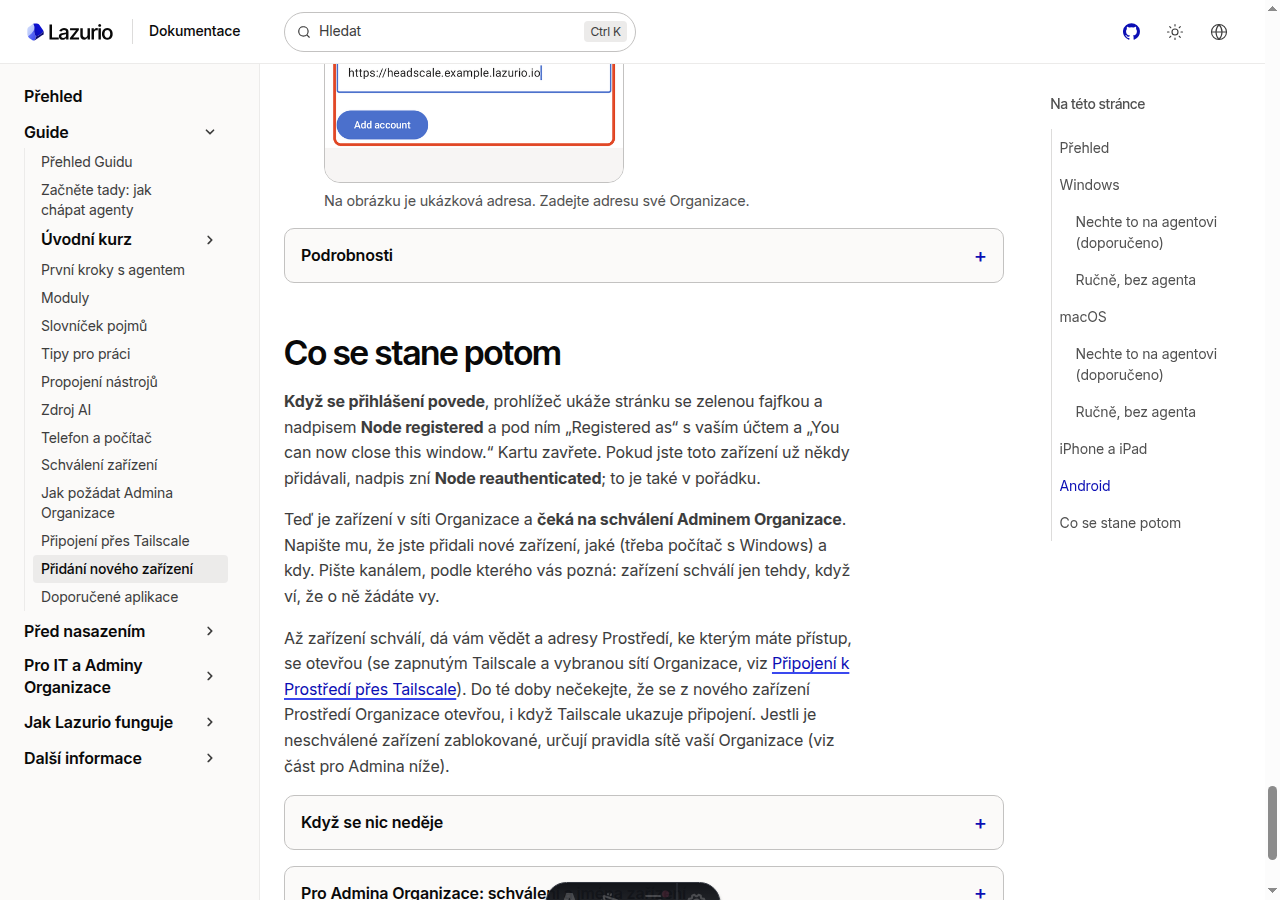 Lazurio
Dokumentace
Hledat
Ctrl K
Přehled
Guide
Přehled Guidu
Začněte tady: jak
chápat agenty
Úvodní kurz
První kroky s agentem
Moduly
Slovníček pojmů
Tipy pro práci
Propojení nástrojů
Zdroj AI
Telefon a počítač
Schválení zařízení
Jak požádat Admina
Organizace
Připojení přes Tailscale
Přidání nového zařízení
Doporučené aplikace
Před nasazením
Pro IT a Adminy
Organizace
Jak Lazurio funguje
Další informace
https://headscale.example.lazurio.io
Add account
Na obrázku je ukázková adresa. Zadejte adresu své Organizace.
Podrobnosti
+
Co se stane potom
Když se přihlášení povede, prohlížeč ukáže stránku se zelenou fajfkou a
nadpisem Node registered a pod ním „Registered as“ s vaším účtem a „You
can now close this window.“ Kartu zavřete. Pokud jste toto zařízení už někdy
přidávali, nadpis zní Node reauthenticated; to je také v pořádku.
Teď je zařízení v síti Organizace a čeká na schválení Adminem Organizace.
Napište mu, že jste přidali nové zařízení, jaké (třeba počítač s Windows) a
kdy. Pište kanálem, podle kterého vás pozná: zařízení schválí jen tehdy, když
ví, že o ně žádáte vy.
Až zařízení schválí, dá vám vědět a adresy Prostředí, ke kterým máte přístup,
se otevřou (se zapnutým Tailscale a vybranou sítí Organizace, viz Připojení k
Prostředí přes Tailscale). Do té doby nečekejte, že se z nového zařízení
Prostředí Organizace otevřou, i když Tailscale ukazuje připojení. Jestli je
neschválené zařízení zablokované, určují pravidla sítě vaší Organizace (viz
část pro Admina níže).
Když se nic neděje
+
Pro Admina Organizace:
+
Na této stránce
Přehled
Windows
Nechte to na agentovi
(doporučeno)
Ručně, bez agenta
macOS
Nechte to na agentovi
(doporučeno)
Ručně, bez agenta
iPhone a iPad
Android
Co se stane potom